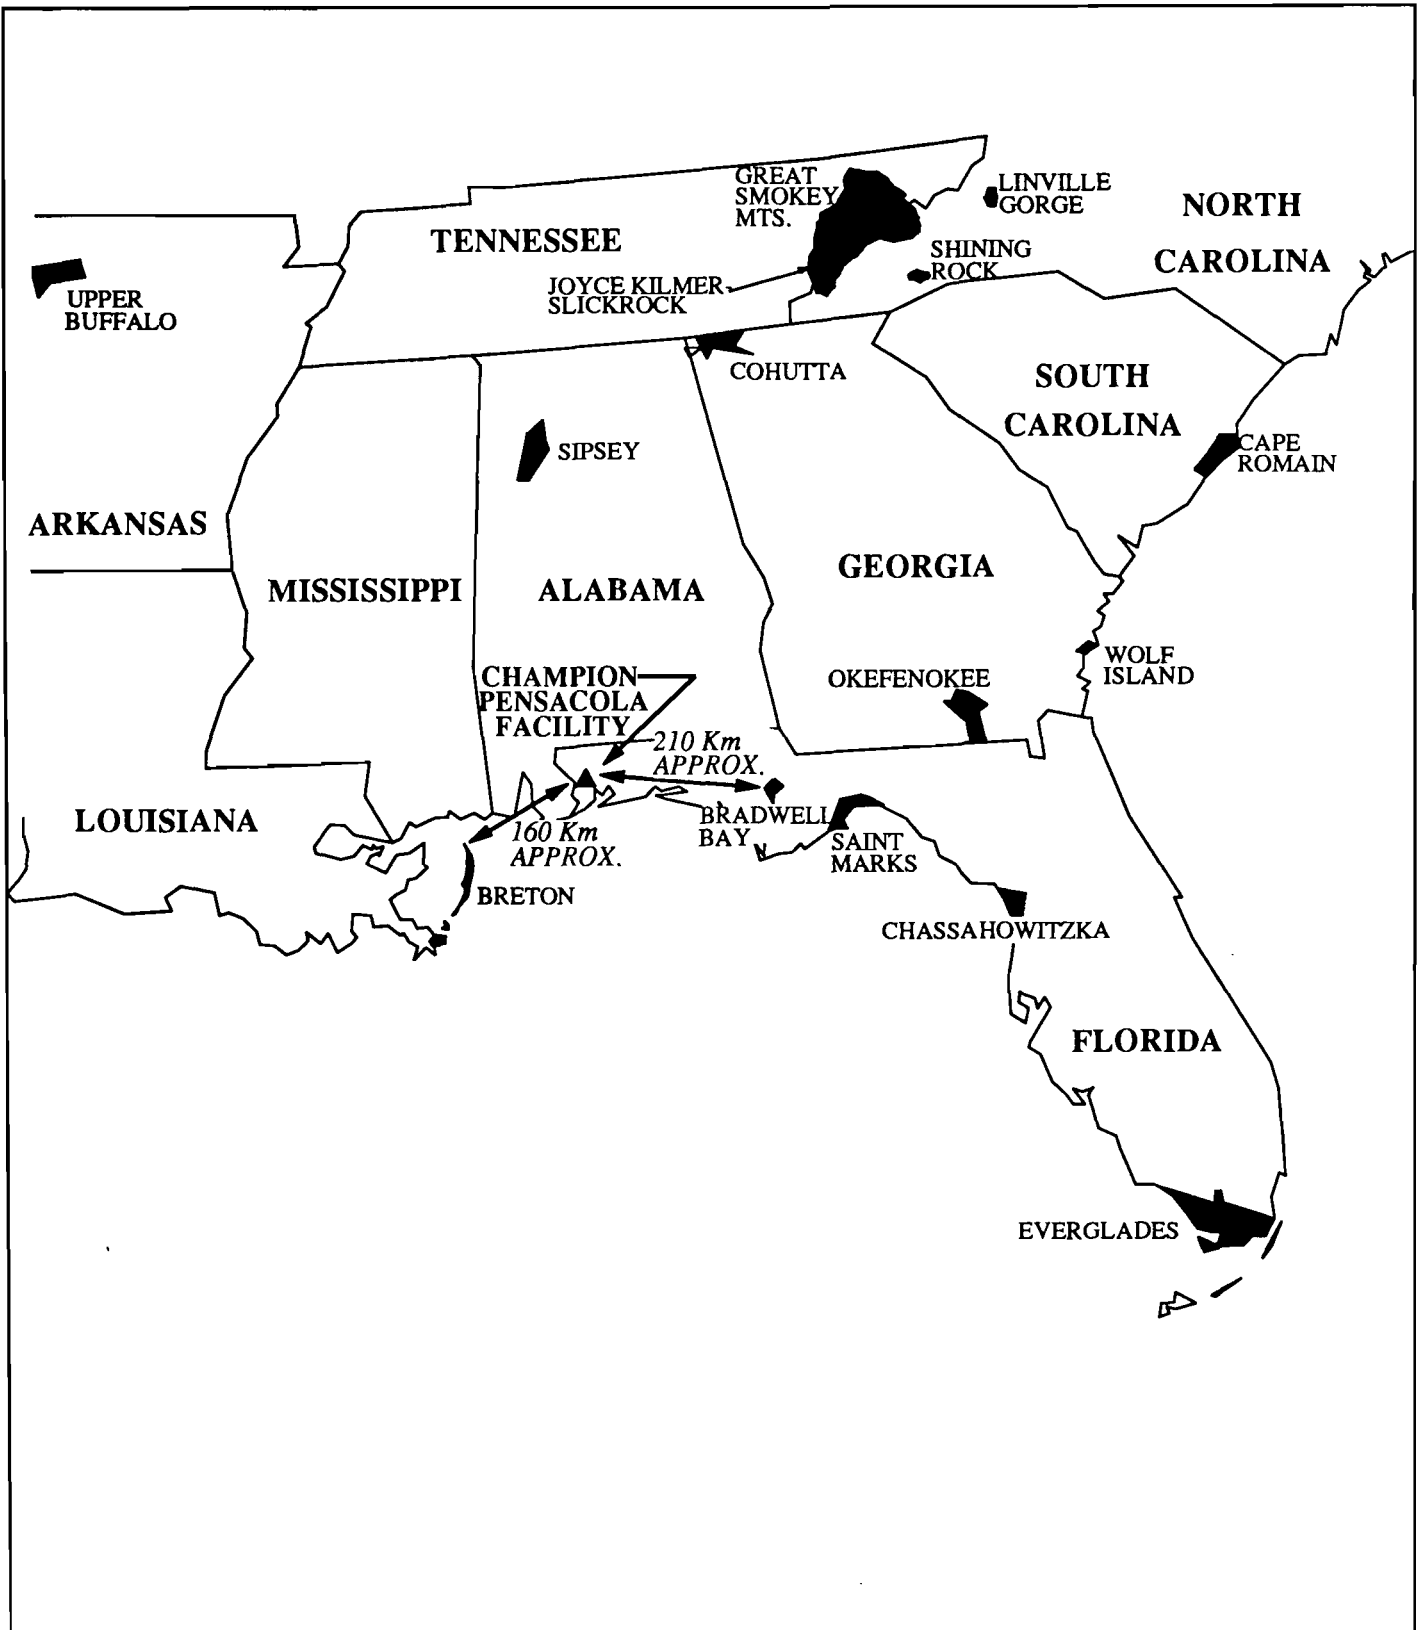 GREAT
SMOKEY
MTS.
LINVILLE
GORGE
NORTH
CAROLINA
TENNESSEE
SHINING
ROCK
JOYCE KILMER-
SLICKROCK
UPPER
BUFFALO
COHUTTA
SOUTH
CAROLINA
SIPSEY
CAPE
ROMAIN
ARKANSAS
MISSISSIPPI
ALABAMA
GEORGIA
WOLF
ISLAND
OKEFENOKEE
CHAMPION
PENSACOLA
FACILITY
210 Km
APPROX.
LOUISIANA
160 Km
APPROX.
BRADWELL
BAY
SAINT
MARKS
BRETON
CHASSAHOWITZKA
FLORIDA
EVERGLADES